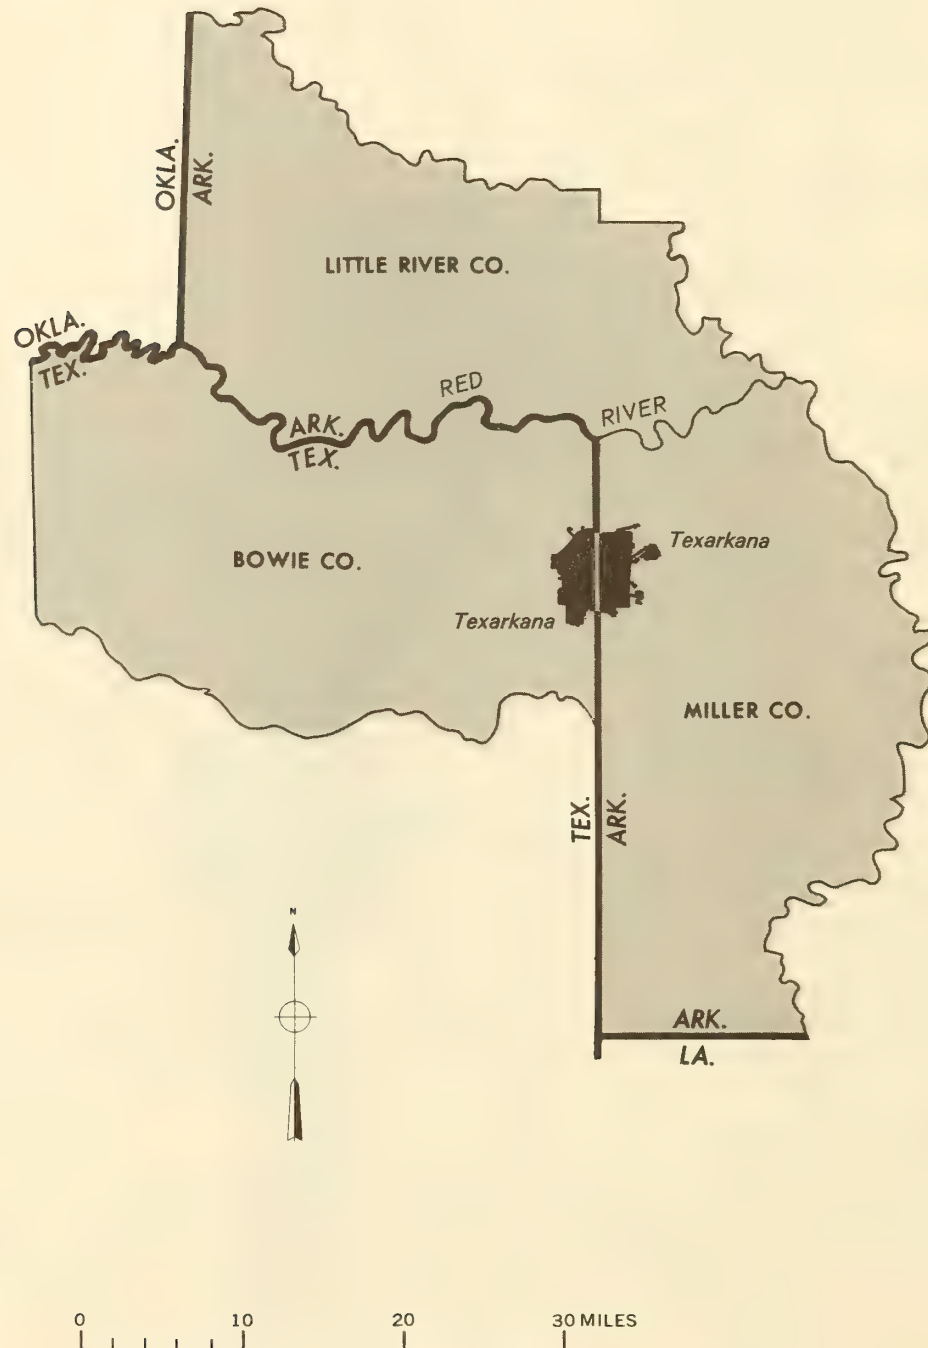 OKLA.
ARK.
LITTLE RIVER CO.
OKLA.
TEX.
RED
RIVER
ARK.
TEX.
Texarkana
BOWIE CO.
Texarkana
MILLER CO.
TEX.
ARK.
N
ARK.
LA.
0 10 20 30 MILES